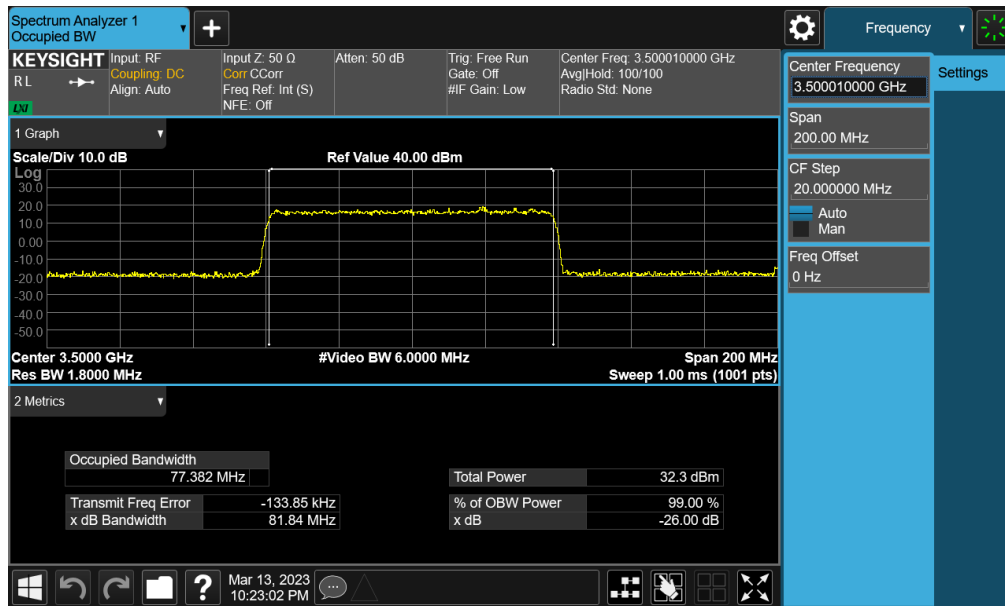 Spectrum Analyzer 1
Occupied BW
+
Frequency
KEYSIGHT
R L
LXI
Input: RF
Coupling: DC
Align: Auto
Input Z: 50 Ω
Corr CCorr
Freq Ref: Int (S)
NFE: Off
Atten: 50 dB
Trig: Free Run
Gate: Off
#IF Gain: Low
Center Freq: 3.500010000 GHz
Avg|Hold: 100/100
Radio Std: None
Center Frequency
3.500010000 GHz
Settings
Span
200.00 MHz
CF Step
20.000000 MHz
Auto
Man
Freq Offset
0 Hz
1 Graph
Scale/Div 10.0 dB
Ref Value 40.00 dBm
Log
30.0
20.0
10.0
0.00
-10.0
-20.0
-30.0
-40.0
-50.0
Center 3.5000 GHz
#Video BW 6.0000 MHz
Span 200 MHz
Res BW 1.8000 MHz
Sweep 1.00 ms (1001 pts)
2 Metrics
Occupied Bandwidth
77.382 MHz
Total Power 32.3 dBm
Transmit Freq Error -133.85 kHz
% of OBW Power 99.00 %
x dB Bandwidth 81.84 MHz
x dB -26.00 dB
?
Mar 13, 2023
10:23:02 PM